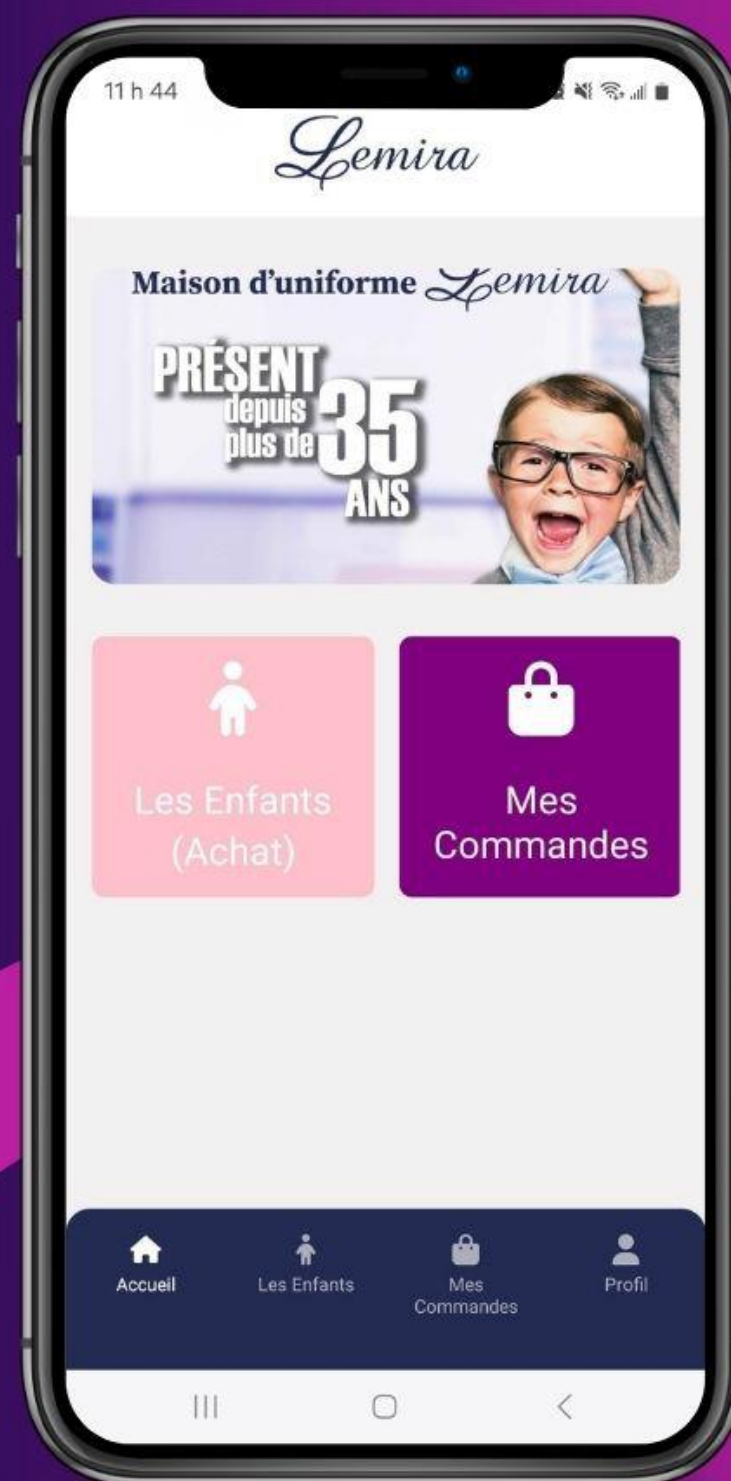 11 h 44
Lemira
Maison d'uniforme Lemira
PRÉSENT
depuis
plus de 35
ANS
Les Enfants
(Achat)
Mes
Commandes
Accueil
Les Enfants
Mes
Commandes
Profil